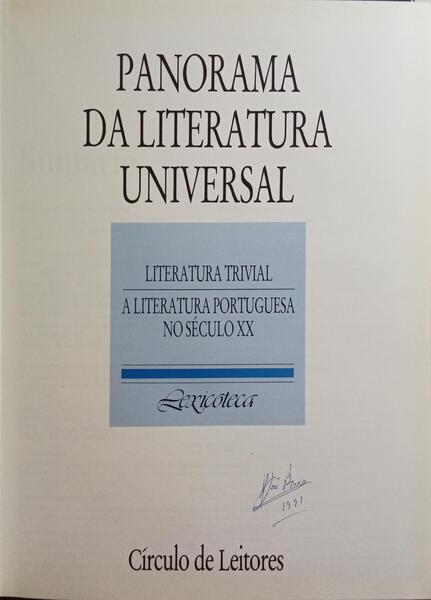 PANORAMA
DA LITERATURA
UNIVERSAL
LITERATURA TRIVIAL
A LITERATURA PORTUGUESA
NO SÉCULO XX
Lexicoteca
1991
Círculo de Leitores